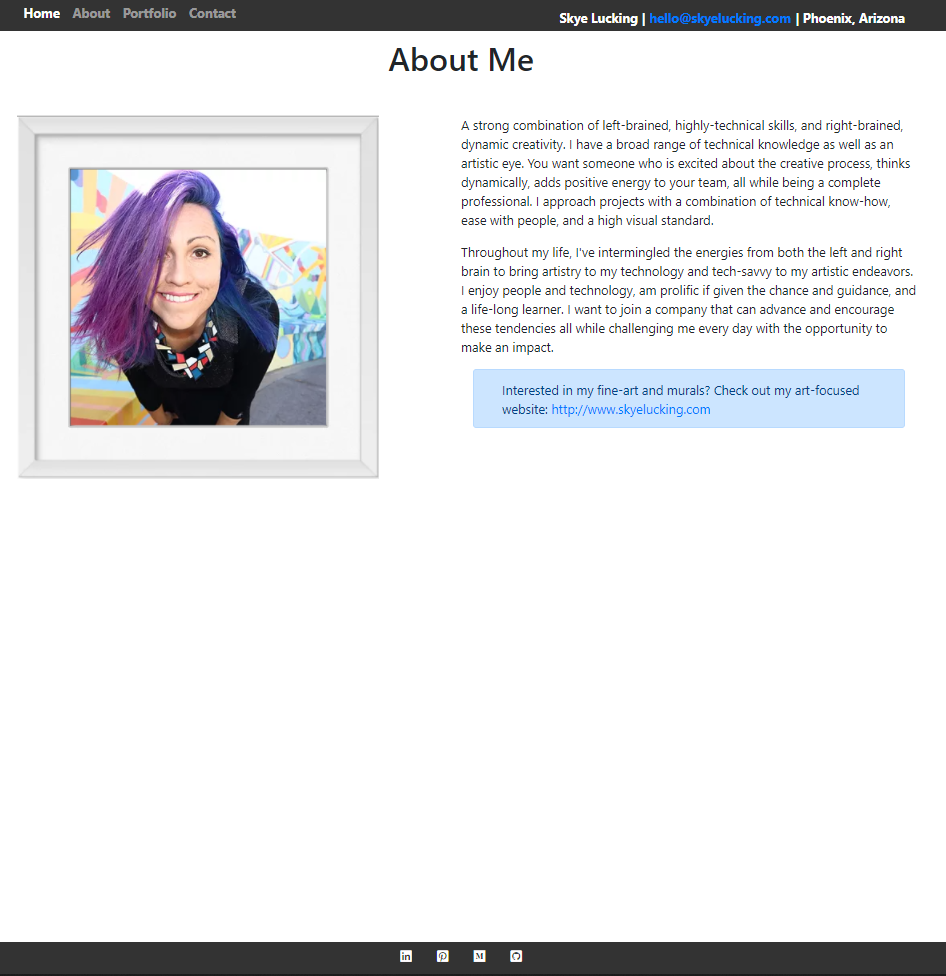 Home About Portfolio Contact
Skye Lucking | hello@skyelucking.com | Phoenix, Arizona
About Me
A strong combination of left-brained, highly-technical skills, and right-brained,
dynamic creativity. I have a broad range of technical knowledge as well as an
artistic eye. You want someone who is excited about the creative process, thinks
dynamically, adds positive energy to your team, all while being a complete
professional. I approach projects with a combination of technical know-how,
ease with people, and a high visual standard.
Throughout my life, I've intermingled the energies from both the left and right
brain to bring artistry to my technology and tech-savvy to my artistic endeavors.
I enjoy people and technology, am prolific if given the chance and guidance, and
a life-long learner. I want to join a company that can advance and encourage
these tendencies all while challenging me every day with the opportunity to
make an impact.
Interested in my fine-art and murals? Check out my art-focused
website: http://www.skyelucking.com